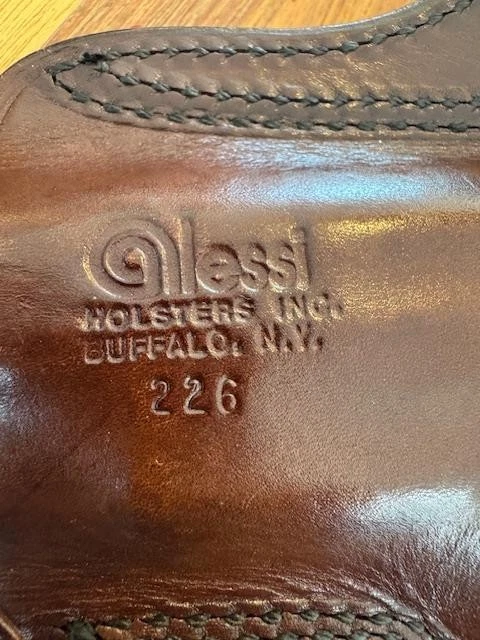 alessi
HOLSTERS INC.
BUFFALO, N.Y.
226